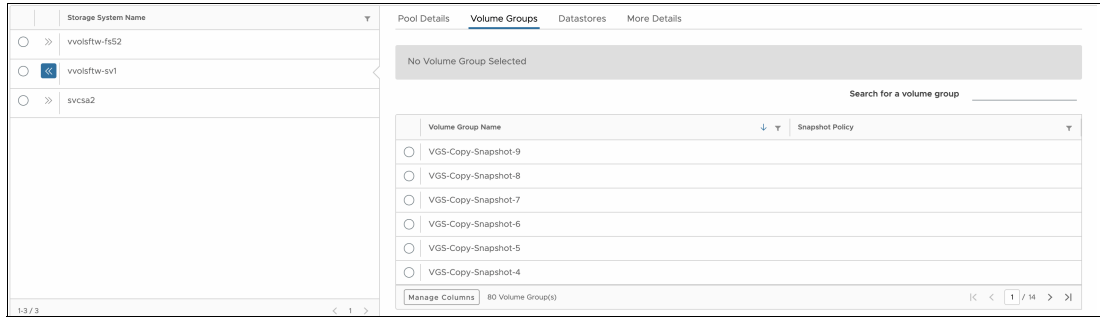 Storage System Name
vvolsftw-fs52
vvolsftw-sv1
svcsa2
1-3 / 3
1
Pool Details Volume Groups Datastores More Details
No Volume Group Selected
Search for a volume group
Volume Group Name Snapshot Policy
VGS-Copy-Snapshot-9
VGS-Copy-Snapshot-8
VGS-Copy-Snapshot-7
VGS-Copy-Snapshot-6
VGS-Copy-Snapshot-5
VGS-Copy-Snapshot-4
Manage Columns 80 Volume Group(s) 1 / 14